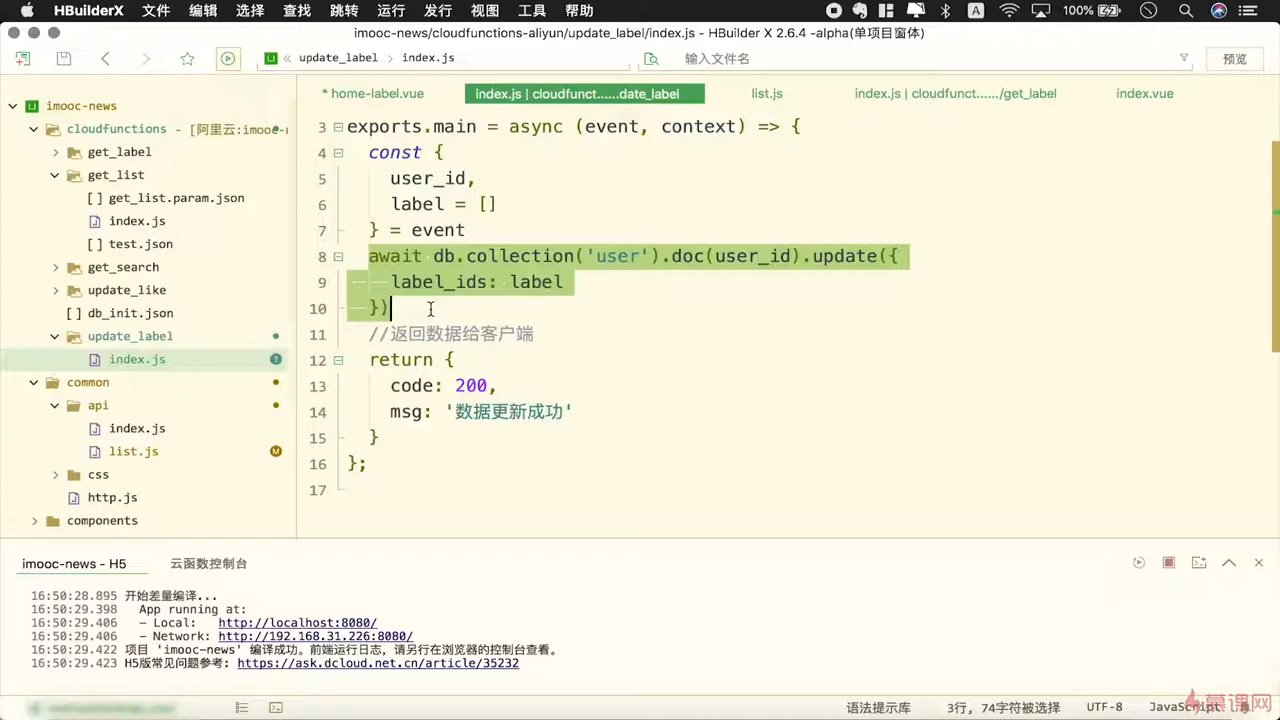 HBuilderX 文件 编辑 选择 查找 跳转 运行 发行 视图 工具 帮助 A 100%
imooc-news/cloudfunctions-aliyun/update_label/index.js - HBuilder X 2.6.4 -alpha(单项目窗体)
update_label index.js 输入文件名 预览
* home-label.vue index.js | cloudfunct......date_label list.js index.js | cloudfunct....../get_label index.vue
imooc-news
cloudfunctions - [阿里云:imooc-
get_label
get_list
get_list.param.json
index.js
test.json
get_search
update_like
db_init.json
update_label
index.js
common
api
index.js
list.js M
css
http.js
components
3 exports.main = async (event, context) => {
4 const {
5 user_id,
6 label = []
7 } = event
8 await db.collection('user').doc(user_id).update({
9 label_ids: label
10 })
11 //返回数据给客户端
12 return {
13 code: 200,
14 msg: '数据更新成功'
15 }
16 };
17
imooc-news - H5 云函数控制台
16:50:28.895 开始差量编译...
16:50:29.398 App running at:
16:50:29.406 - Local: http://localhost:8080/
16:50:29.406 - Network: http://192.168.31.226:8080/
16:50:29.422 项目 'imooc-news' 编译成功。前端运行日志，请另行在浏览器的控制台查看。
16:50:29.423 H5版常见问题参考: https://ask.dcloud.net.cn/article/35232
语法提示库 3行, 74字符被选择 UTF-8 JavaScript
慕课网